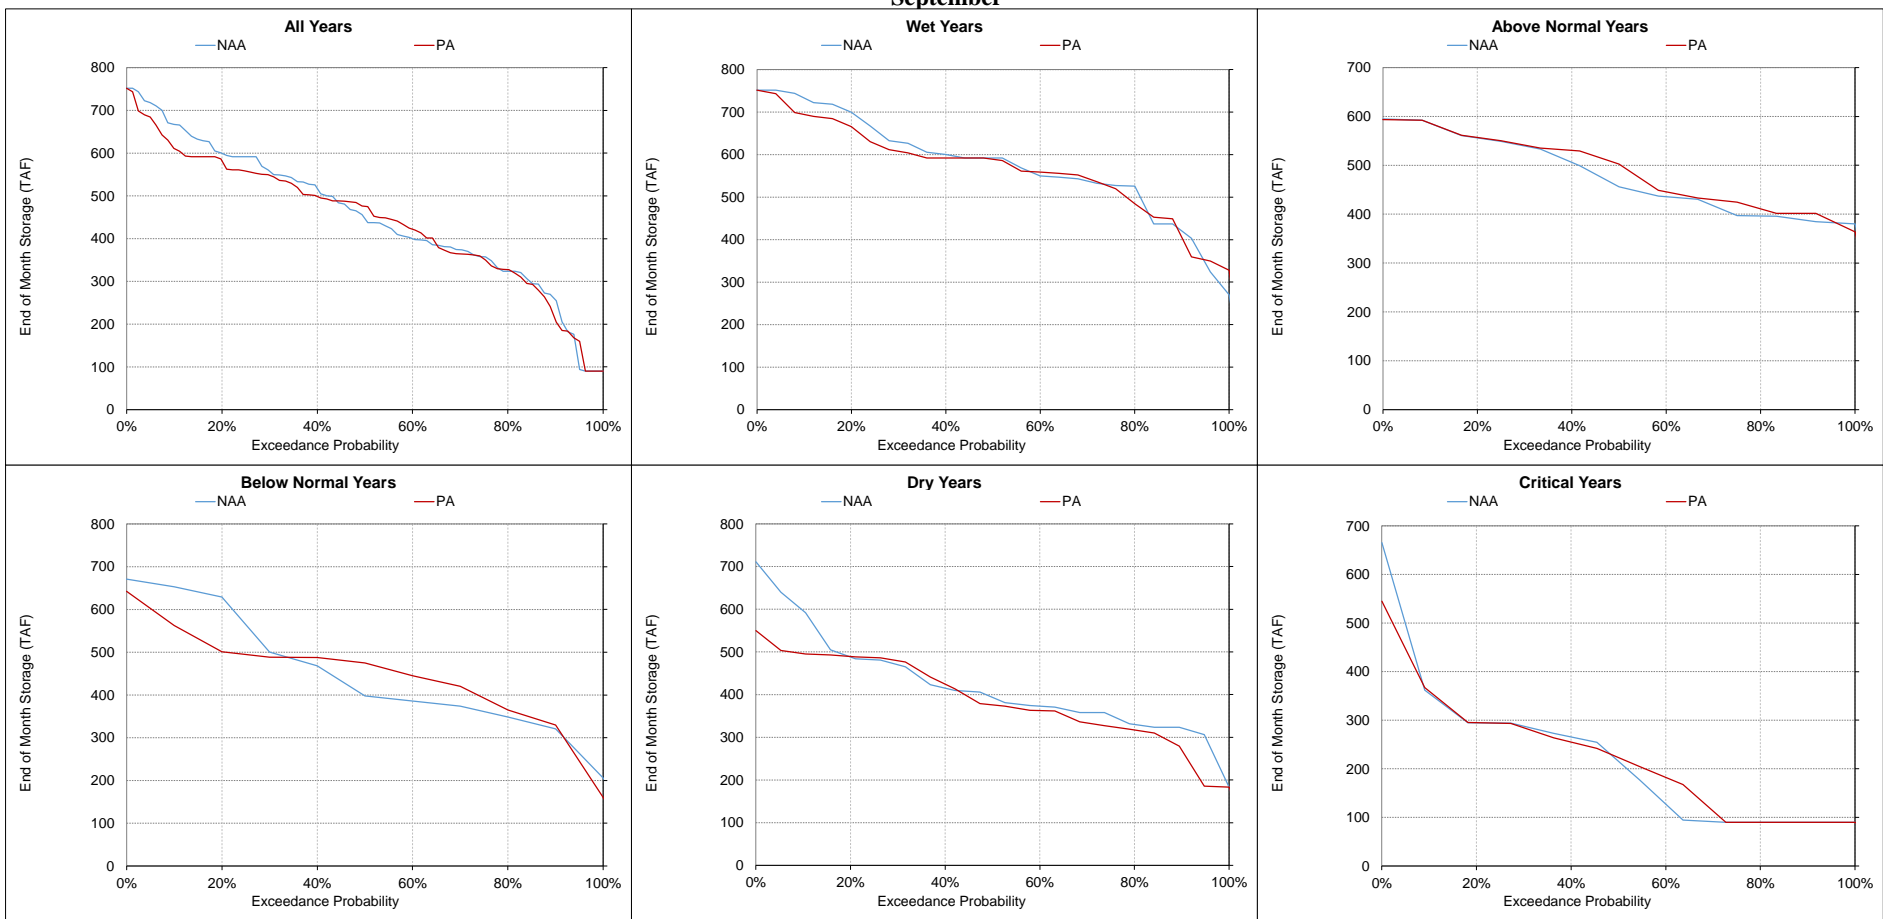 September
All Years
NAA PA
800
700
600
500
400
300
200
100
0
End of Month Storage (TAF)
0% 20% 40% 60% 80% 100%
Exceedance Probability
Wet Years
NAA PA
800
700
600
500
400
300
200
100
0
End of Month Storage (TAF)
0% 20% 40% 60% 80% 100%
Exceedance Probability
Above Normal Years
NAA PA
700
600
500
400
300
200
100
0
End of Month Storage (TAF)
0% 20% 40% 60% 80% 100%
Exceedance Probability
Below Normal Years
NAA PA
800
700
600
500
400
300
200
100
0
End of Month Storage (TAF)
0% 20% 40% 60% 80% 100%
Exceedance Probability
Dry Years
NAA PA
800
700
600
500
400
300
200
100
0
End of Month Storage (TAF)
0% 20% 40% 60% 80% 100%
Exceedance Probability
Critical Years
NAA PA
700
600
500
400
300
200
100
0
End of Month Storage (TAF)
0% 20% 40% 60% 80% 100%
Exceedance Probability